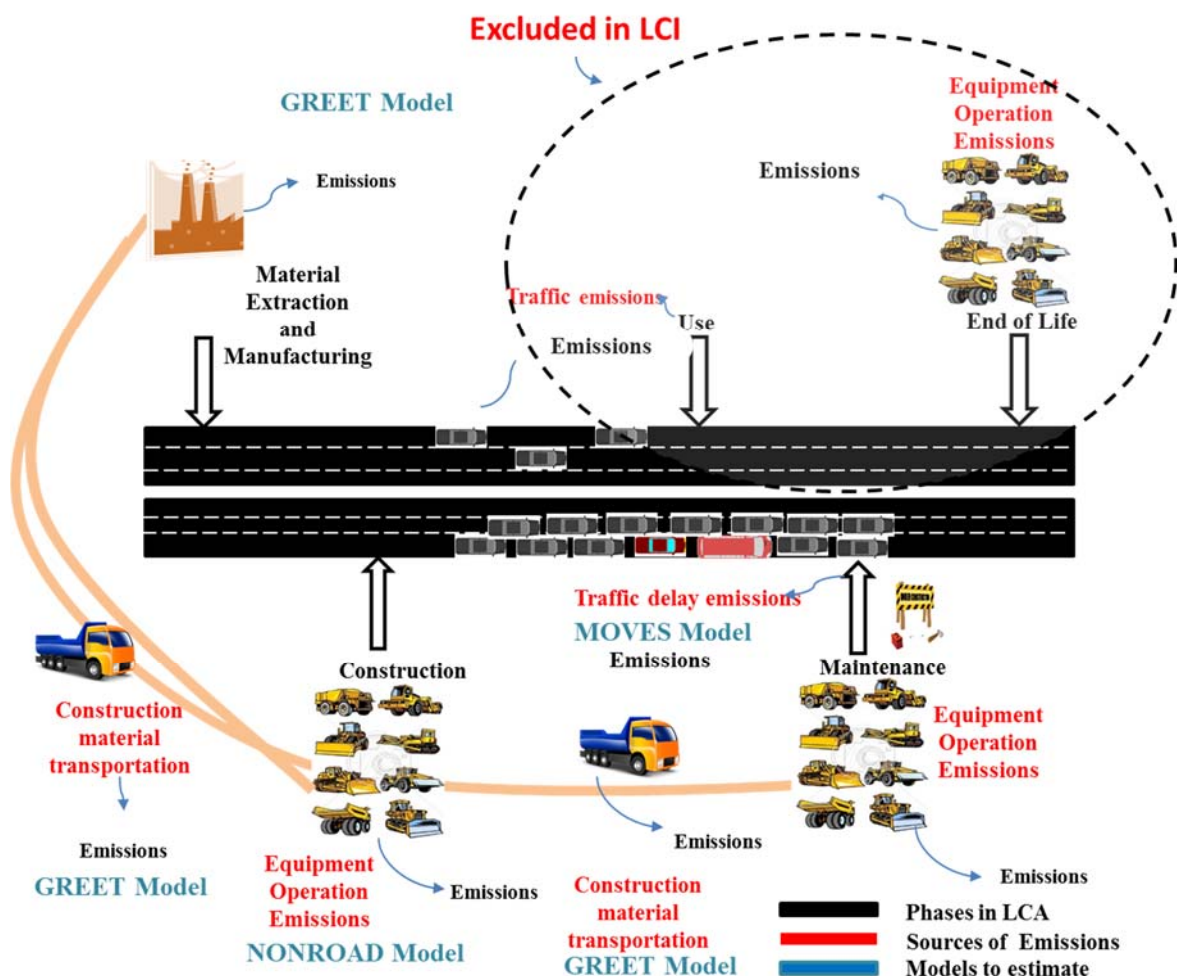 Excluded in LCI
GREET Model
Equipment
Operation
Emissions
Emissions
Emissions
Material
Extraction
and
Manufacturing
Traffic emissions
Use
End of Life
Emissions
Traffic delay emissions
MOVES Model
Emissions
Construction
Maintenance
Construction
material
transportation
Equipment
Operation
Emissions
Emissions
GREET Model
Emissions
Equipment
Operation
Emissions
Emissions
NONROAD Model
Construction
material
transportation
GREET Model
Emissions
Phases in LCA
Sources of Emissions
Models to estimate